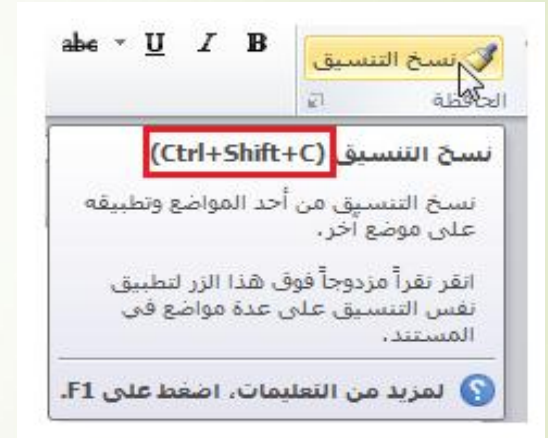 نسخ التنسيق
B I U abe
الحافظة
نسخ التنسيق (Ctrl+Shift+C)
نسخ التنسيق من أحد المواضع وتطبيقه
على موضع آخر.
انقر نقراً مزدوجاً فوق هذا الزر لتطبيق
نفس التنسيق على عدة مواضع في
المستند.
لمزيد من التعليمات، اضغط على F1.